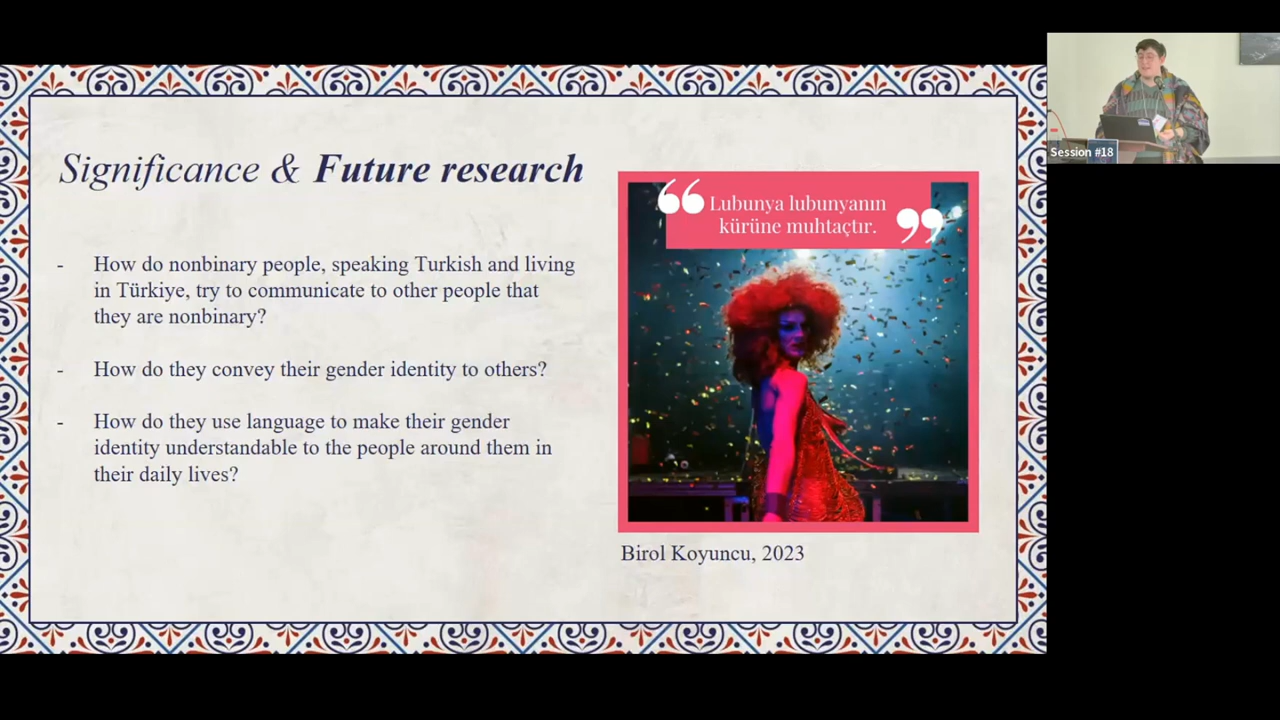 Significance & Future research
- How do nonbinary people, speaking Turkish and living
in Türkiye, try to communicate to other people that
they are nonbinary?
- How do they convey their gender identity to others?
- How do they use language to make their gender
identity understandable to the people around them in
their daily lives?
“Lubunya lubunyanın
kürüne muhtaçtır.”
Birol Koyuncu, 2023
Session #18